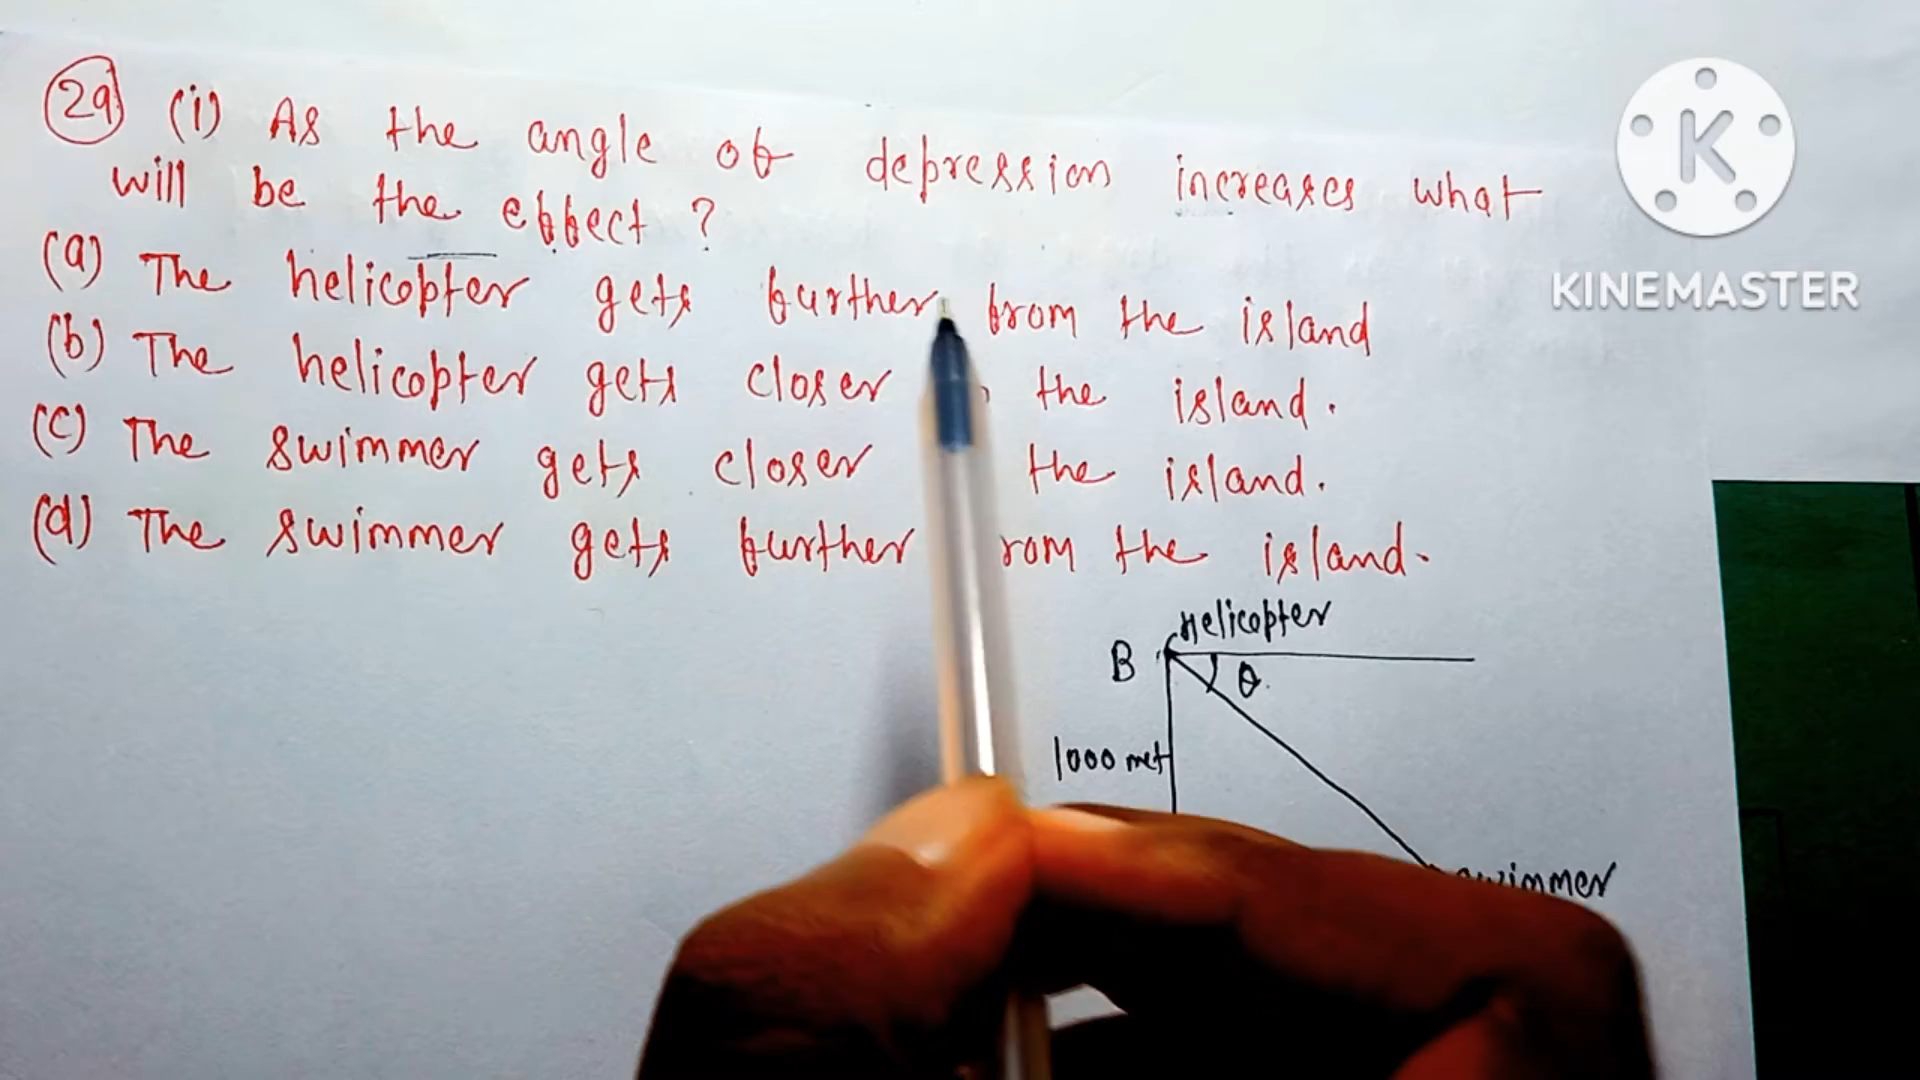 29 (i) As the angle of depression increases what
will be the effect?
(a) The helicopter gets further from the island
(b) The helicopter gets closer the island.
(c) The swimmer gets closer the island.
(d) The swimmer gets further rom the island.
Helicopter
B
θ
1000 met
swimmer
K
KINEMASTER